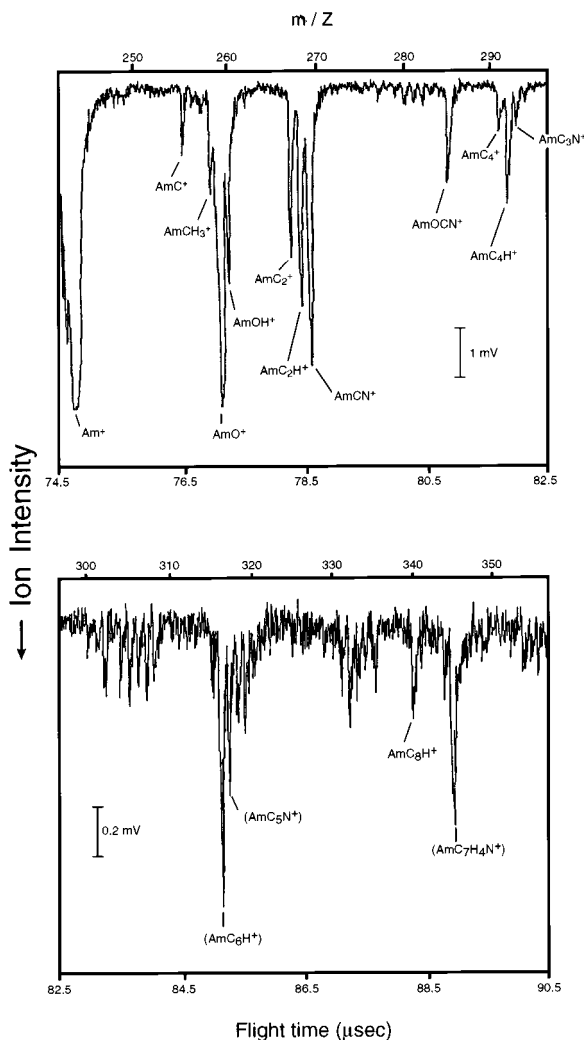 m / Z
250 260 270 280 290
AmC⁺
AmC₄⁺
AmC₃N⁺
AmCH₃⁺
AmOCN⁺
AmC₄H⁺
AmC₂⁺
AmOH⁺
1 mV
AmC₂H⁺
AmCN⁺
Am⁺
AmO⁺
74.5 76.5 78.5 80.5 82.5
← Ion Intensity
300 310 320 330 340 350
AmC₈H⁺
0.2 mV
(AmC₅N⁺)
(AmC₇H₄N⁺)
(AmC₆H⁺)
82.5 84.5 86.5 88.5 90.5
Flight time (μsec)